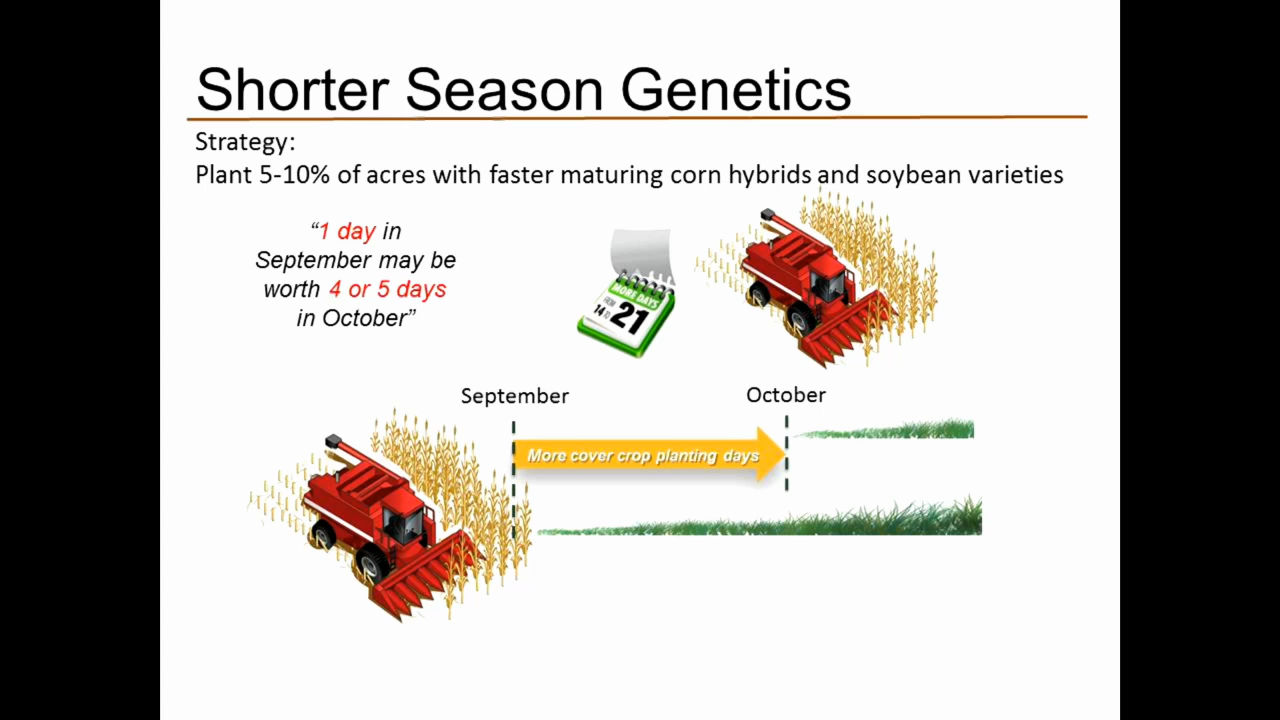 Shorter Season Genetics
Strategy:
Plant 5-10% of acres with faster maturing corn hybrids and soybean varieties
“1 day in
September may be
worth 4 or 5 days
in October”
MORE DAYS
FROM
14 TO 21
September
October
More cover crop planting days